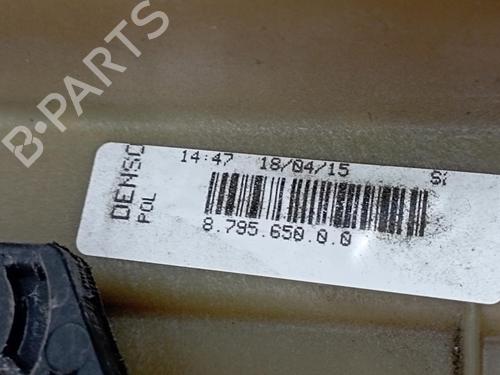 B-PARTS
14:47 18/04/15
DENSO
POL
8.795.650.0.0